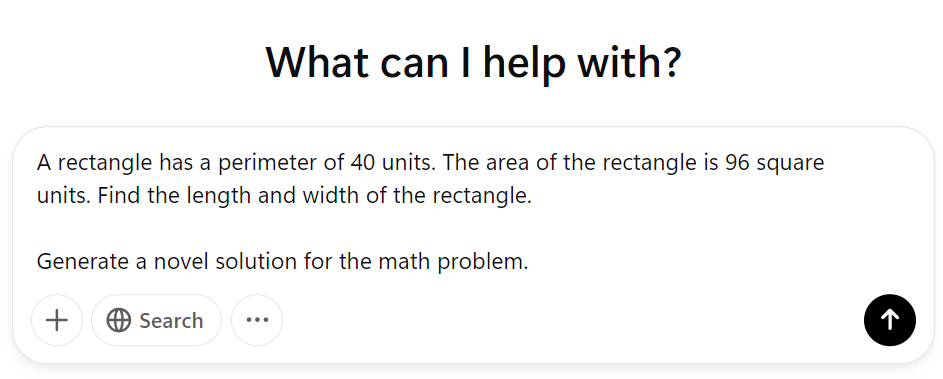 What can I help with?
A rectangle has a perimeter of 40 units. The area of the rectangle is 96 square
units. Find the length and width of the rectangle.
Generate a novel solution for the math problem.
Search